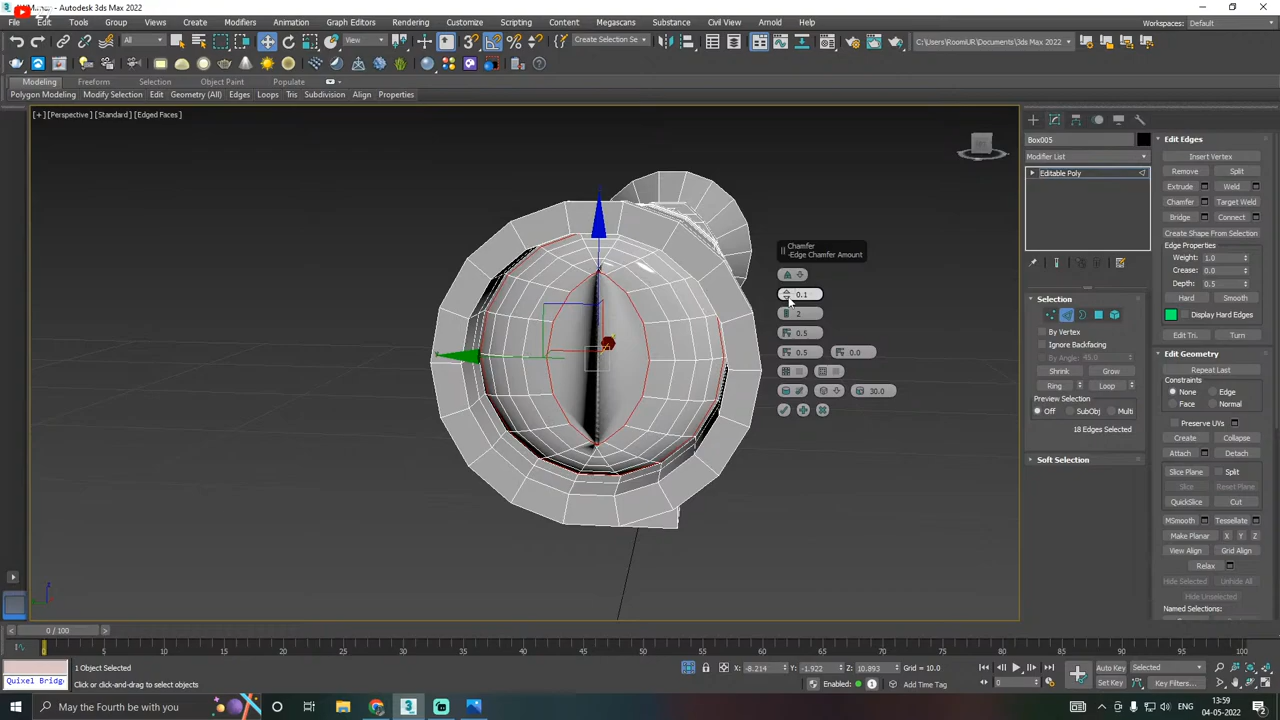 Autodesk 3ds Max 2022
File Edit Tools Group Views Create Modifiers Animation Graph Editors Rendering Customize Scripting Content Megascans Substance Civil View Arnold Help
Workspaces: Default
All
View
Create Selection Se
C:\Users\RoomUR\Documents\3ds Max 2022
Modeling Freeform Selection Object Paint Populate
Polygon Modeling Modify Selection Edit Geometry (All) Edges Loops Tris Subdivision Align Properties
[+] [Perspective] [Standard] [Edged Faces]
Chamfer
-Edge Chamfer Amount
0.1
2
0.5
0.5 0.0
30.0
Box005
Modifier List
Editable Poly
Selection
By Vertex
Ignore Backfacing
By Angle: 45.0
Shrink Grow
Ring Loop
Preview Selection
Off SubObj Multi
18 Edges Selected
Soft Selection
Edit Edges
Insert Vertex
Remove Split
Extrude Weld
Chamfer Target Weld
Bridge Connect
Create Shape From Selection
Edge Properties
Weight: 1.0
Crease: 0.0
Depth: 0.5
Hard Smooth
Display Hard Edges
Edit Tri. Turn
Edit Geometry
Repeat Last
Constraints
None Edge
Face Normal
Preserve UVs
Create Collapse
Attach Detach
Slice Plane Split
Slice Reset Plane
QuickSlice Cut
MSmooth Tessellate
Make Planar X Y Z
View Align Grid Align
Relax
Hide Selected Unhide All
Hide Unselected
Named Selections:
0 / 100
0 5 10 15 20 25 30 35 40 45 50 55 60 65 70 75 80 85 90 95 100
1 Object Selected
Quixel Bridg
Click or click-and-drag to select objects
X: -8.214 Y: -1.922 Z: 10.893 Grid = 10.0
Enabled: Add Time Tag
0
Auto Key Selected
Set Key Key Filters...
May the Fourth be with you
13:59
04-05-2022